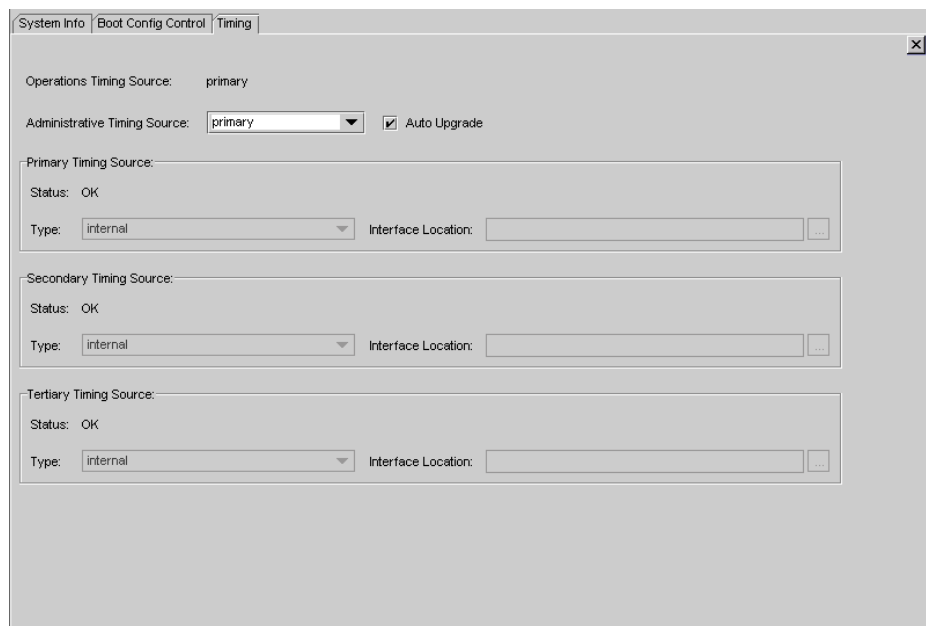 System Info Boot Config Control Timing
Operations Timing Source: primary
Administrative Timing Source: primary Auto Upgrade
Primary Timing Source:
Status: OK
Type: internal Interface Location: ...
Secondary Timing Source:
Status: OK
Type: internal Interface Location: ...
Tertiary Timing Source:
Status: OK
Type: internal Interface Location: ...